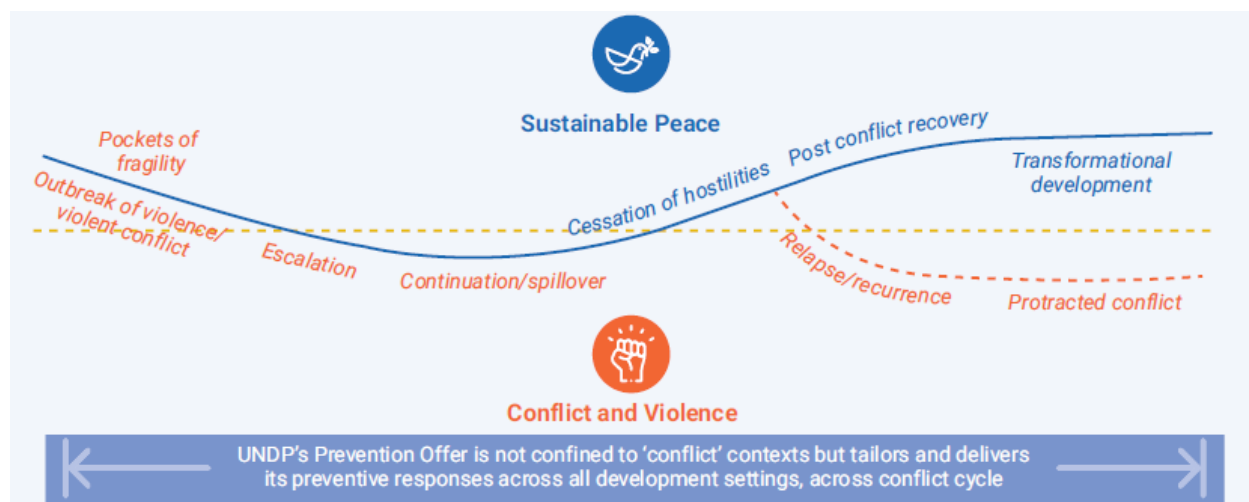 Sustainable Peace
Pockets of
fragility
Outbreak of violence/
violent conflict
Escalation
Continuation/spillover
Cessation of hostilities
Post conflict recovery
Transformational
development
Relapse/recurrence
Protracted conflict
Conflict and Violence
UNDP's Prevention Offer is not confined to 'conflict' contexts but tailors and delivers
its preventive responses across all development settings, across conflict cycle